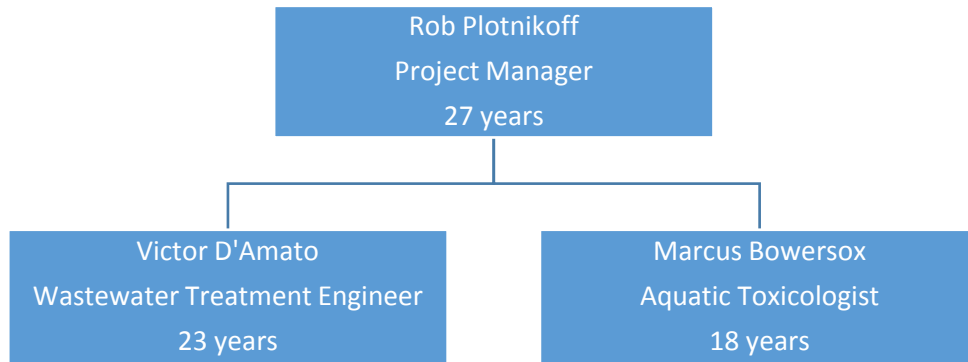 Rob Plotnikoff
Project Manager
27 years
Victor D'Amato
Wastewater Treatment Engineer
23 years
Marcus Bowersox
Aquatic Toxicologist
18 years